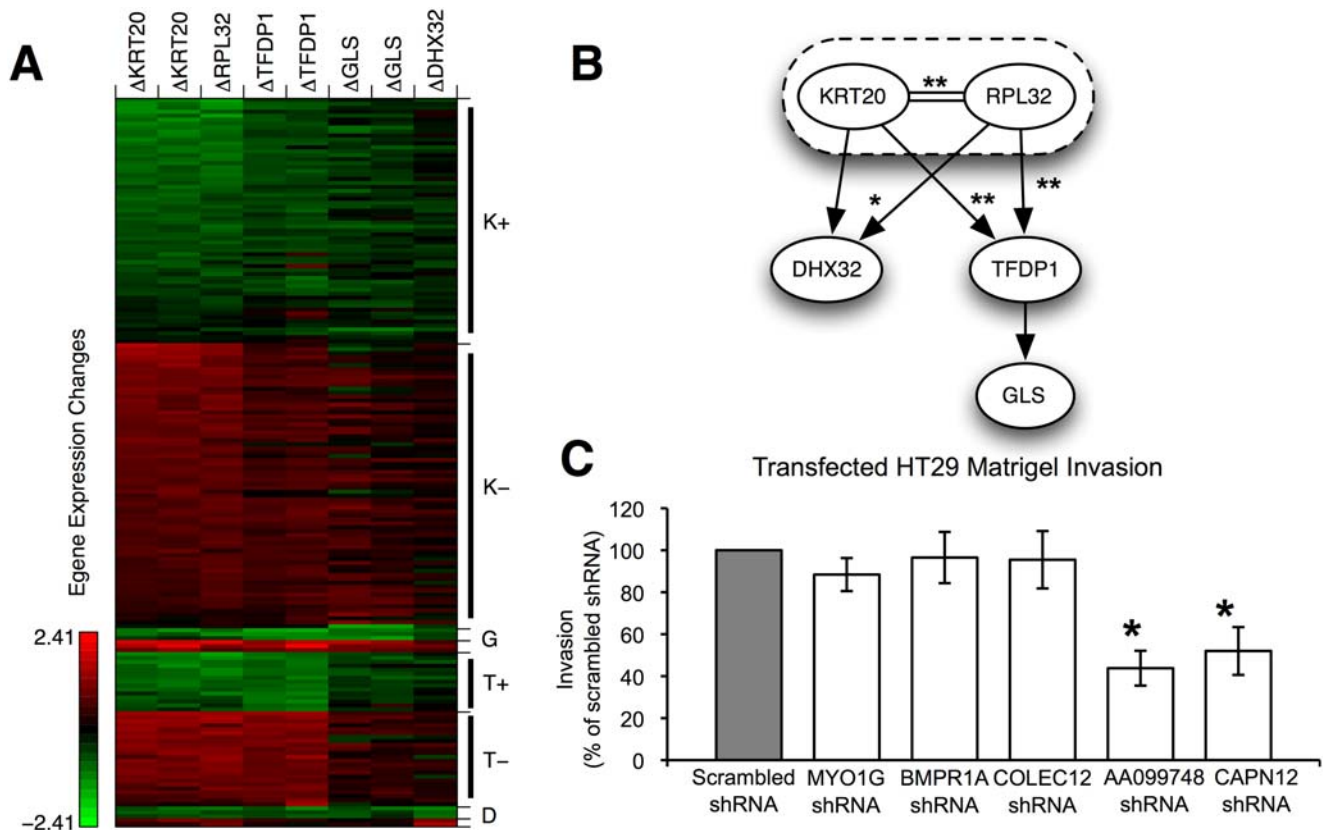 A
ΔKRT20
ΔKRT20
ΔRPL32
ΔTFDP1
ΔTFDP1
ΔGLS
ΔGLS
ΔDHX32
K+
K−
G
T+
T−
D
Egene Expression Changes
2.41
−2.41
B
KRT20
**
RPL32
*
**
**
DHX32
TFDP1
GLS
C
Transfected HT29 Matrigel Invasion
Invasion
(% of scrambled shRNA)
120
100
80
60
40
20
0
*
*
Scrambled
shRNA
MYO1G
shRNA
BMPR1A
shRNA
COLEC12
shRNA
AA099748
shRNA
CAPN12
shRNA